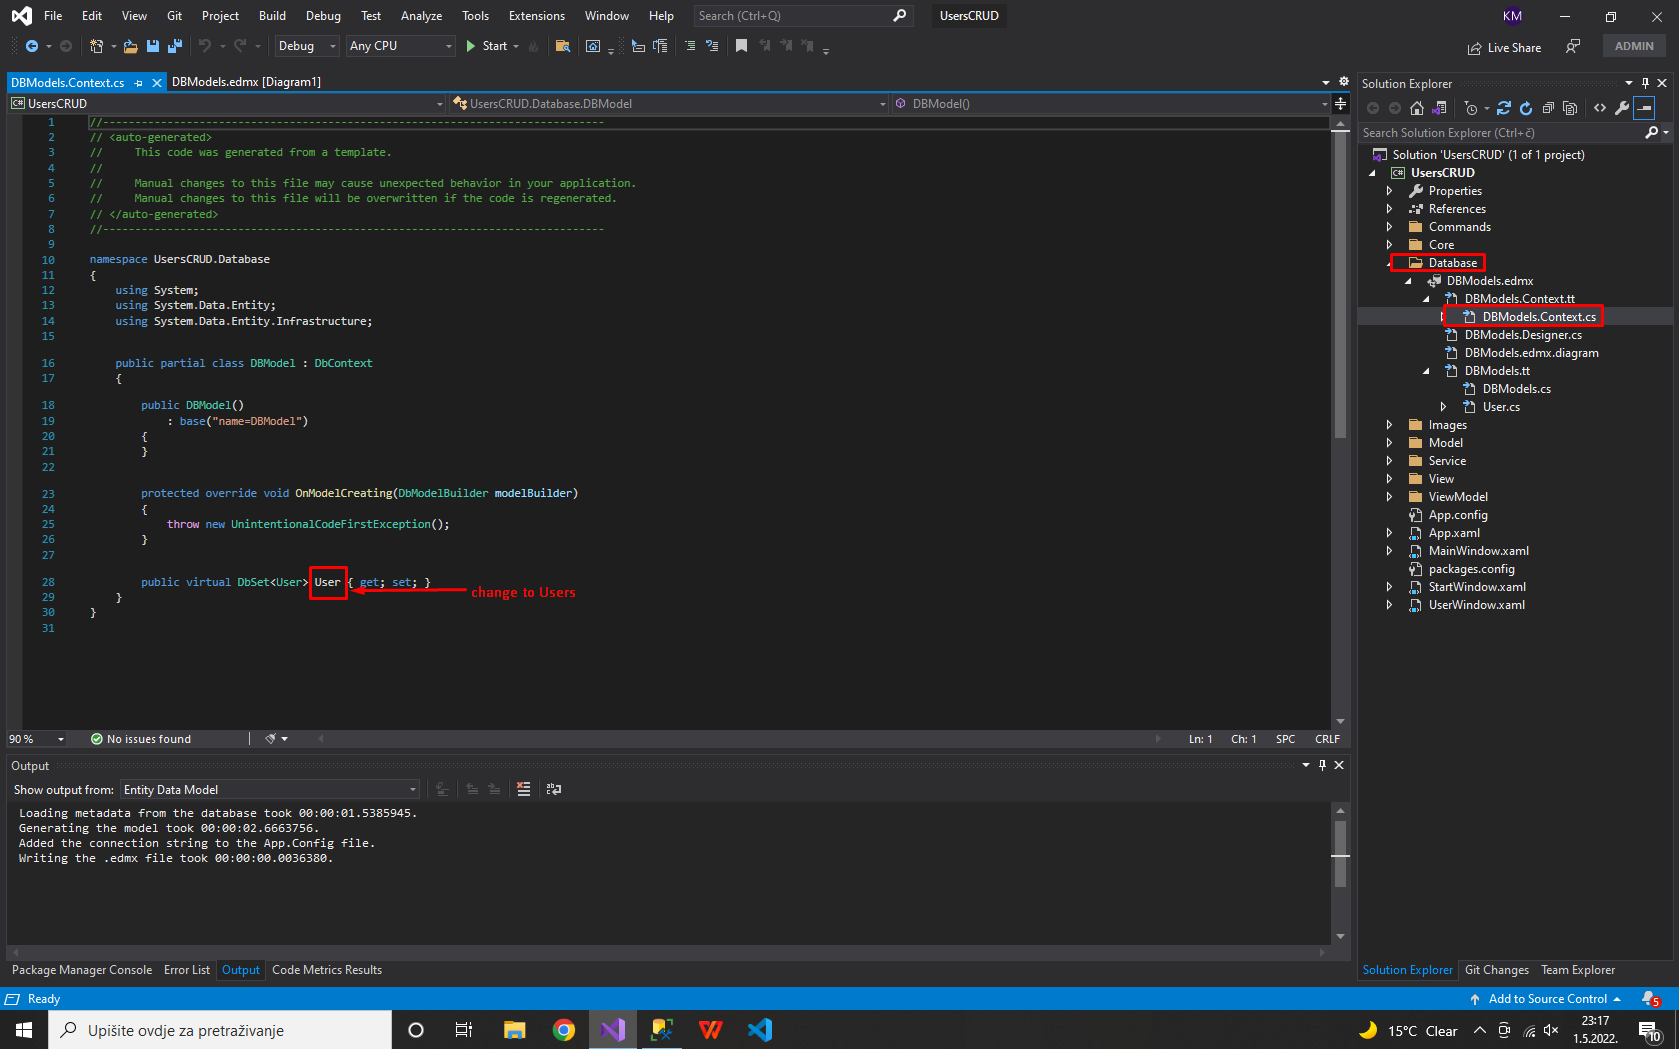 File Edit View Git Project Build Debug Test Analyze Tools Extensions Window Help Search (Ctrl+Q) UsersCRUD KM
Debug Any CPU Start Live Share ADMIN
DBModels.Context.cs DBModels.edmx [Diagram1]
C# UsersCRUD UsersCRUD.Database.DBModel DBModel()
1 //------------------------------------------------------------------------------
2 // <auto-generated>
3 //     This code was generated from a template.
4 //
5 //     Manual changes to this file may cause unexpected behavior in your application.
6 //     Manual changes to this file will be overwritten if the code is regenerated.
7 // </auto-generated>
8 //------------------------------------------------------------------------------
9
10 namespace UsersCRUD.Database
11 {
12     using System;
13     using System.Data.Entity;
14     using System.Data.Entity.Infrastructure;
15
16     public partial class DBModel : DbContext
17     {
18         public DBModel()
19             : base("name=DBModel")
20         {
21         }
22
23         protected override void OnModelCreating(DbModelBuilder modelBuilder)
24         {
25             throw new UnintentionalCodeFirstException();
26         }
27
28         public virtual DbSet<User> User { get; set; }
change to Users
29     }
30 }
31
90 % No issues found Ln: 1 Ch: 1 SPC CRLF
Output
Show output from: Entity Data Model
Loading metadata from the database took 00:00:01.5385945.
Generating the model took 00:00:02.6663756.
Added the connection string to the App.Config file.
Writing the .edmx file took 00:00:00.0036380.
Package Manager Console Error List Output Code Metrics Results
Solution Explorer
Search Solution Explorer (Ctrl+č)
Solution 'UsersCRUD' (1 of 1 project)
C# UsersCRUD
Properties
References
Commands
Core
Database
DBModels.edmx
DBModels.Context.tt
DBModels.Context.cs
DBModels.Designer.cs
DBModels.edmx.diagram
DBModels.tt
DBModels.cs
User.cs
Images
Model
Service
View
ViewModel
App.config
App.xaml
MainWindow.xaml
packages.config
StartWindow.xaml
UserWindow.xaml
Solution Explorer Git Changes Team Explorer
Ready Add to Source Control 5
Upišite ovdje za pretraživanje 15°C Clear 23:17
1.5.2022. 10